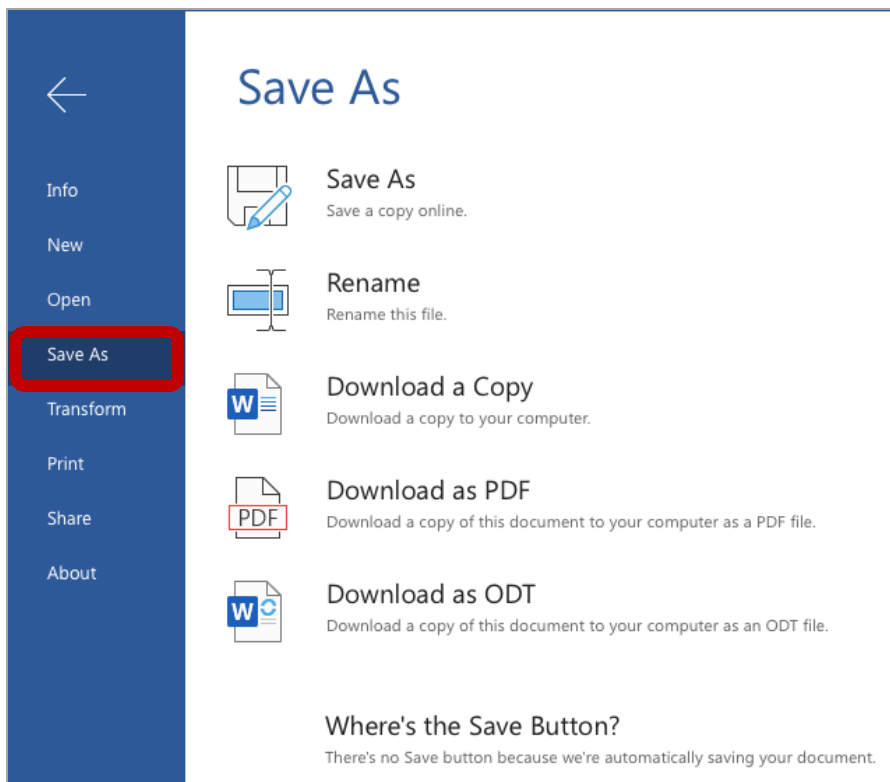 Save As
Info
New
Open
Save As
Transform
Print
Share
About
Save As
Save a copy online.
Rename
Rename this file.
W
Download a Copy
Download a copy to your computer.
PDF
Download as PDF
Download a copy of this document to your computer as a PDF file.
W
Download as ODT
Download a copy of this document to your computer as an ODT file.
Where's the Save Button?
There's no Save button because we're automatically saving your document.